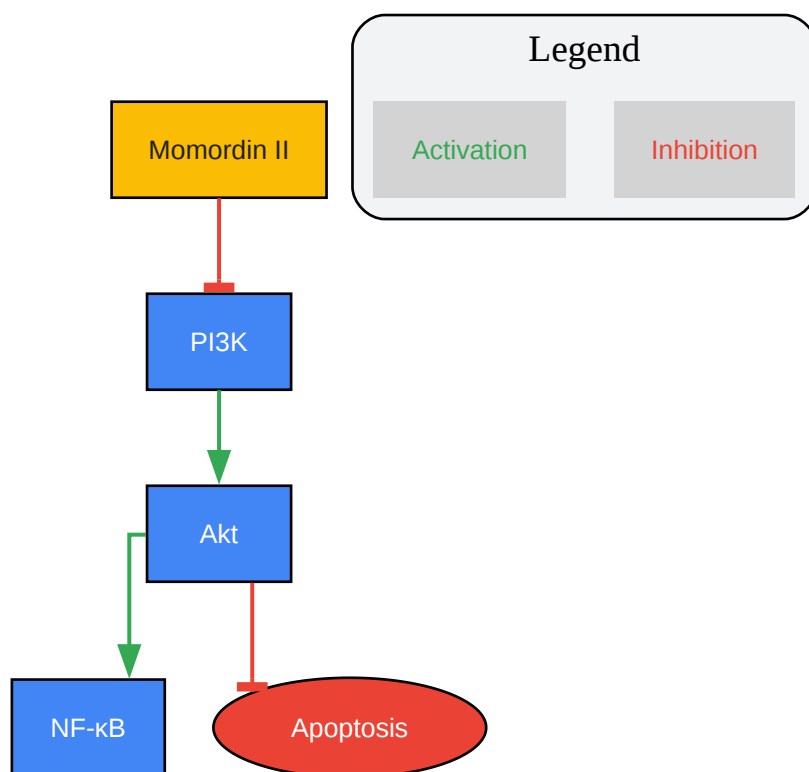 Legend
Momordin II
Activation
Inhibition
PI3K
Akt
NF-κB
Apoptosis